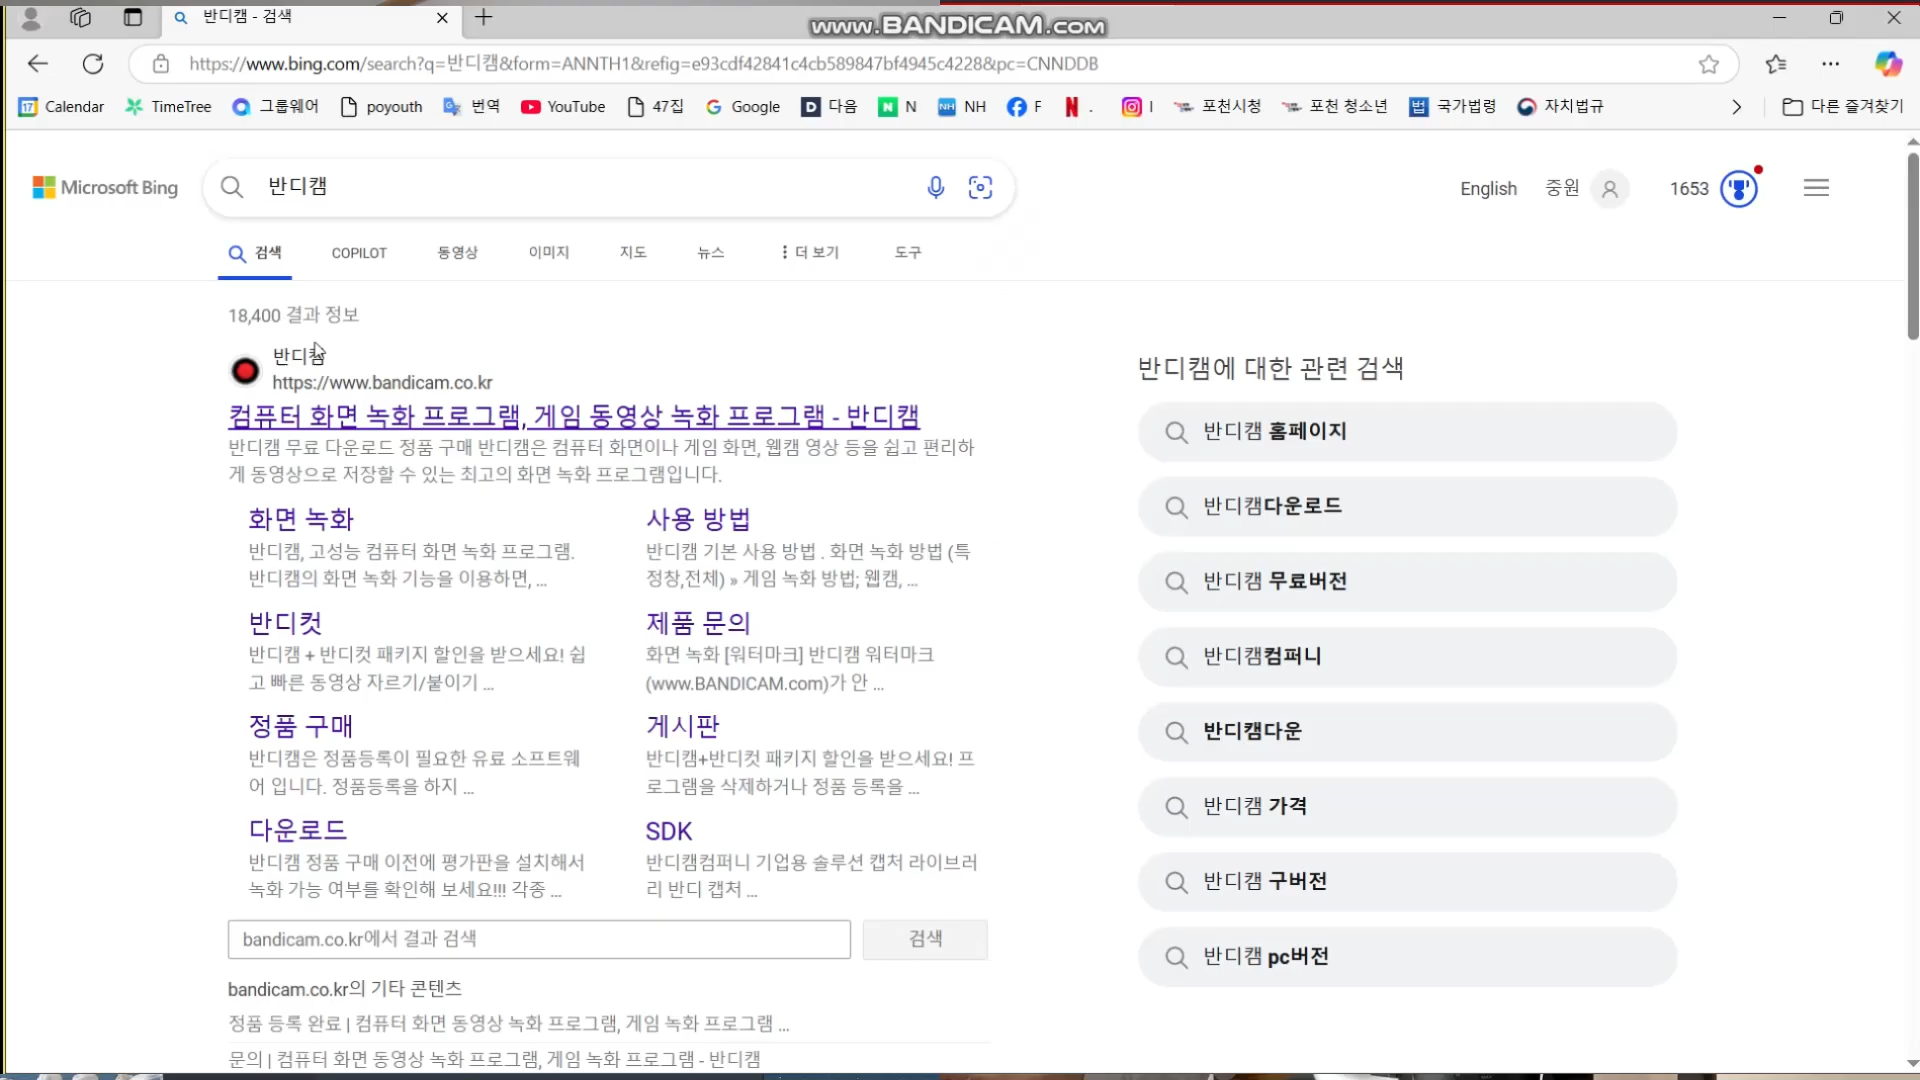 반디캠 - 검색
www.BANDICAM.com
https://www.bing.com/search?q=반디캠&form=ANNTH1&refig=e93cdf42841c4cb589847bf4945c4228&pc=CNNDDB
17 Calendar TimeTree 그룹웨어 poyouth 번역 YouTube 47집 Google D 다음 N N NH NH F N . I 포천시청 포천 청소년 법 국가법령 자치법규 다른 즐겨찾기
Microsoft Bing 반디캠 English 중원 1653
검색 COPILOT 동영상 이미지 지도 뉴스 더 보기 도구
18,400 결과 정보
반디캠
https://www.bandicam.co.kr
컴퓨터 화면 녹화 프로그램, 게임 동영상 녹화 프로그램 - 반디캠
반디캠 무료 다운로드 정품 구매 반디캠은 컴퓨터 화면이나 게임 화면, 웹캠 영상 등을 쉽고 편리하
게 동영상으로 저장할 수 있는 최고의 화면 녹화 프로그램입니다.
화면 녹화
반디캠, 고성능 컴퓨터 화면 녹화 프로그램.
반디캠의 화면 녹화 기능을 이용하면, ...
사용 방법
반디캠 기본 사용 방법 . 화면 녹화 방법 (특
정창,전체) » 게임 녹화 방법; 웹캠, ...
반디컷
반디캠 + 반디컷 패키지 할인을 받으세요! 쉽
고 빠른 동영상 자르기/붙이기 ...
제품 문의
화면 녹화 [워터마크] 반디캠 워터마크
(www.BANDICAM.com)가 안 ...
정품 구매
반디캠은 정품등록이 필요한 유료 소프트웨
어 입니다. 정품등록을 하지 ...
게시판
반디캠+반디컷 패키지 할인을 받으세요! 프
로그램을 삭제하거나 정품 등록을 ...
다운로드
반디캠 정품 구매 이전에 평가판을 설치해서
녹화 가능 여부를 확인해 보세요!!! 각종 ...
SDK
반디캠컴퍼니 기업용 솔루션 캡처 라이브러
리 반디 캡처 ...
bandicam.co.kr에서 결과 검색 검색
bandicam.co.kr의 기타 콘텐츠
정품 등록 완료 | 컴퓨터 화면 동영상 녹화 프로그램, 게임 녹화 프로그램 ...
문의 | 컴퓨터 화면 동영상 녹화 프로그램, 게임 녹화 프로그램 - 반디캠
반디캠에 대한 관련 검색
반디캠 홈페이지
반디캠다운로드
반디캠 무료버전
반디캠컴퍼니
반디캠다운
반디캠 가격
반디캠 구버전
반디캠 pc버전